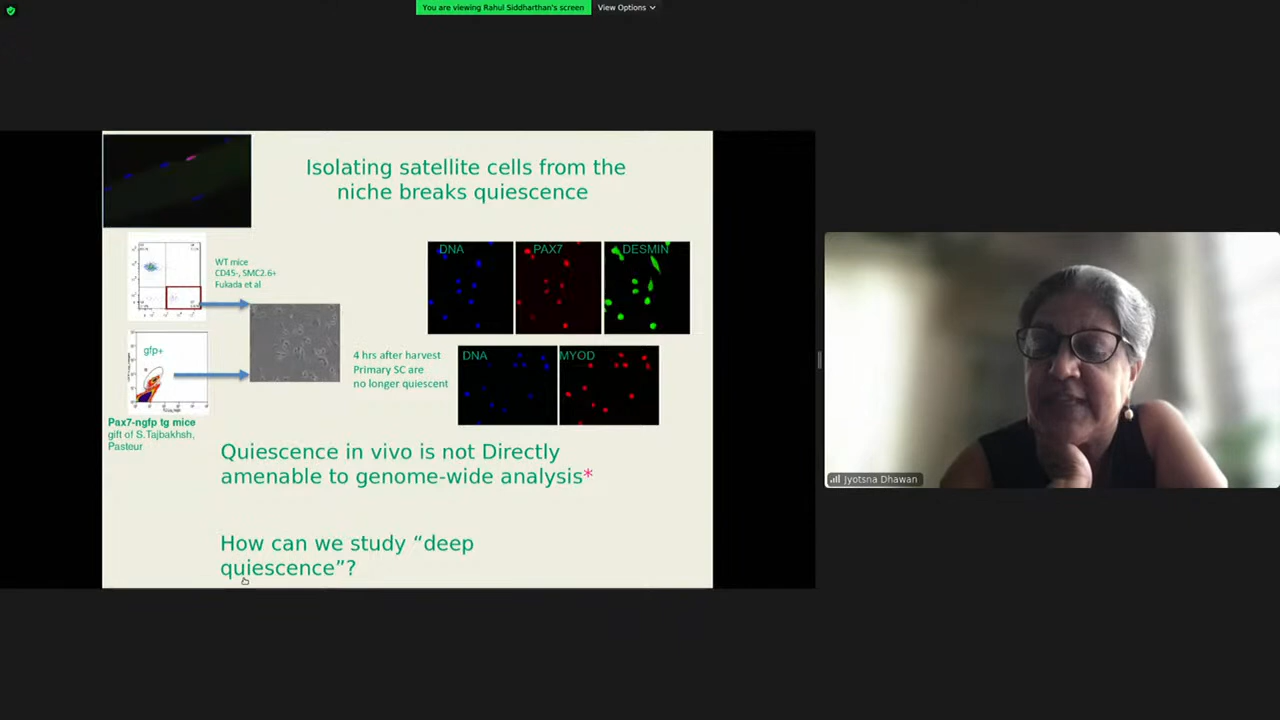 You are viewing Rahul Siddharthan's screen
View Options
Isolating satellite cells from the
niche breaks quiescence
WT mice
CD45-, SMC2.6+
Fukada et al
gfp+
Pax7-ngfp tg mice
gift of S.Tajbakhsh,
Pasteur
DNA
PAX7
DESMIN
4 hrs after harvest
Primary SC are
no longer quiescent
DNA
MYOD
Quiescence in vivo is not Directly
amenable to genome-wide analysis*
How can we study “deep
quiescence”?
Jyotsna Dhawan